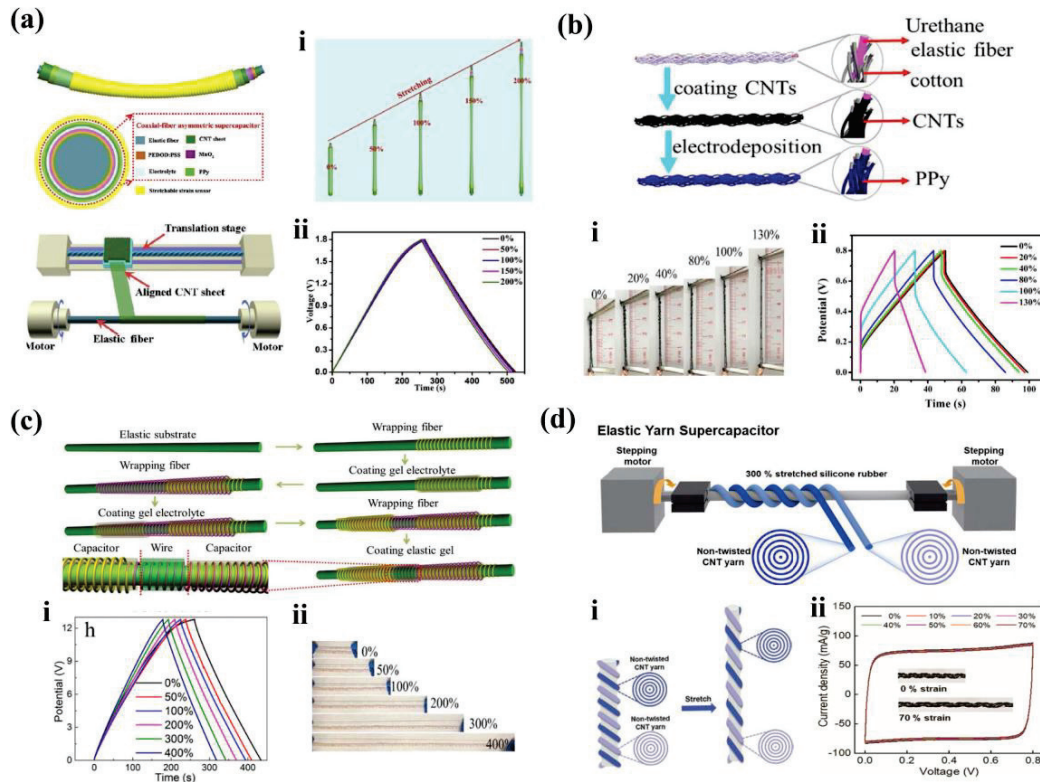 (a)
Coaxial-fiber asymmetric supercapacitor
Elastic fiber
CNT sheet
PEDOD:PSS
MnO2
Electrolyte
PPy
Stretchable strain sensor
Translation stage
Aligned CNT sheet
Elastic fiber
Motor
Motor
i
Stretching
0%
50%
100%
150%
200%
ii
Voltage (V)
1.8
1.5
1.2
0.9
0.6
0.3
0.0
0%
50%
100%
150%
200%
0 100 200 300 400 500
Time (s)
(b)
Urethane
elastic fiber
cotton
coating CNTs
CNTs
electrodeposition
PPy
i
0%
20%
40%
80%
100%
130%
ii
Potential (V)
0.8
0.6
0.4
0.2
0.0
0%
20%
40%
80%
100%
130%
0 20 40 60 80 100
Time (s)
(c)
Elastic substrate
Wrapping fiber
Wrapping fiber
Coating gel electrolyte
Coating gel electrolyte
Wrapping fiber
Capacitor Wire Capacitor
Coating elastic gel
i
h
Potential (V)
12
9
6
3
0
0%
50%
100%
200%
300%
400%
0 100 200 300 400
Time (s)
ii
0%
50%
100%
200%
300%
400%
(d)
Elastic Yarn Supercapacitor
Stepping
motor
300 % stretched silicone rubber
Stepping
motor
Non-twisted
CNT yarn
Non-twisted
CNT yarn
i
Non-twisted
CNT yarn
Non-twisted
CNT yarn
Stretch
Non-twisted
CNT yarn
Non-twisted
CNT yarn
ii
Current density (mA/g)
100
50
0
-50
-100
0% 10% 20% 30%
40% 50% 60% 70%
0 % strain
70 % strain
0.0 0.2 0.4 0.6 0.8
Voltage (V)